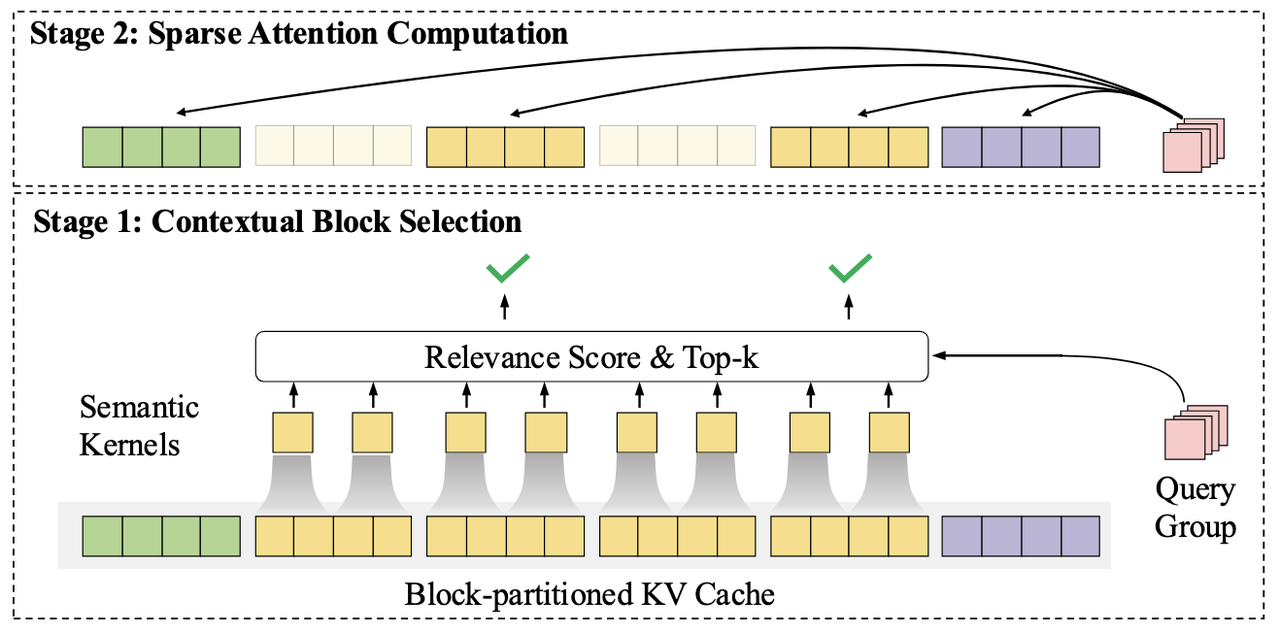 Stage 2: Sparse Attention Computation
Stage 1: Contextual Block Selection
Relevance Score & Top-k
Semantic
Kernels
Query
Group
Block-partitioned KV Cache